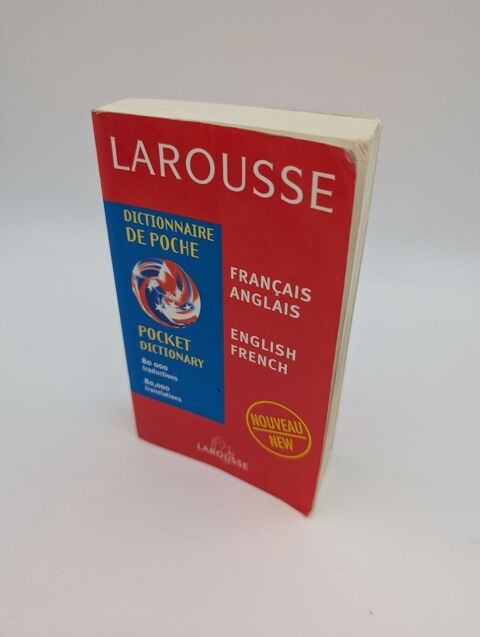 LAROUSSE
DICTIONNAIRE
DE POCHE
POCKET
DICTIONARY
80 000
traductions
80,000
translations
FRANÇAIS
ANGLAIS
ENGLISH
FRENCH
NOUVEAU
NEW
LAROUSSE